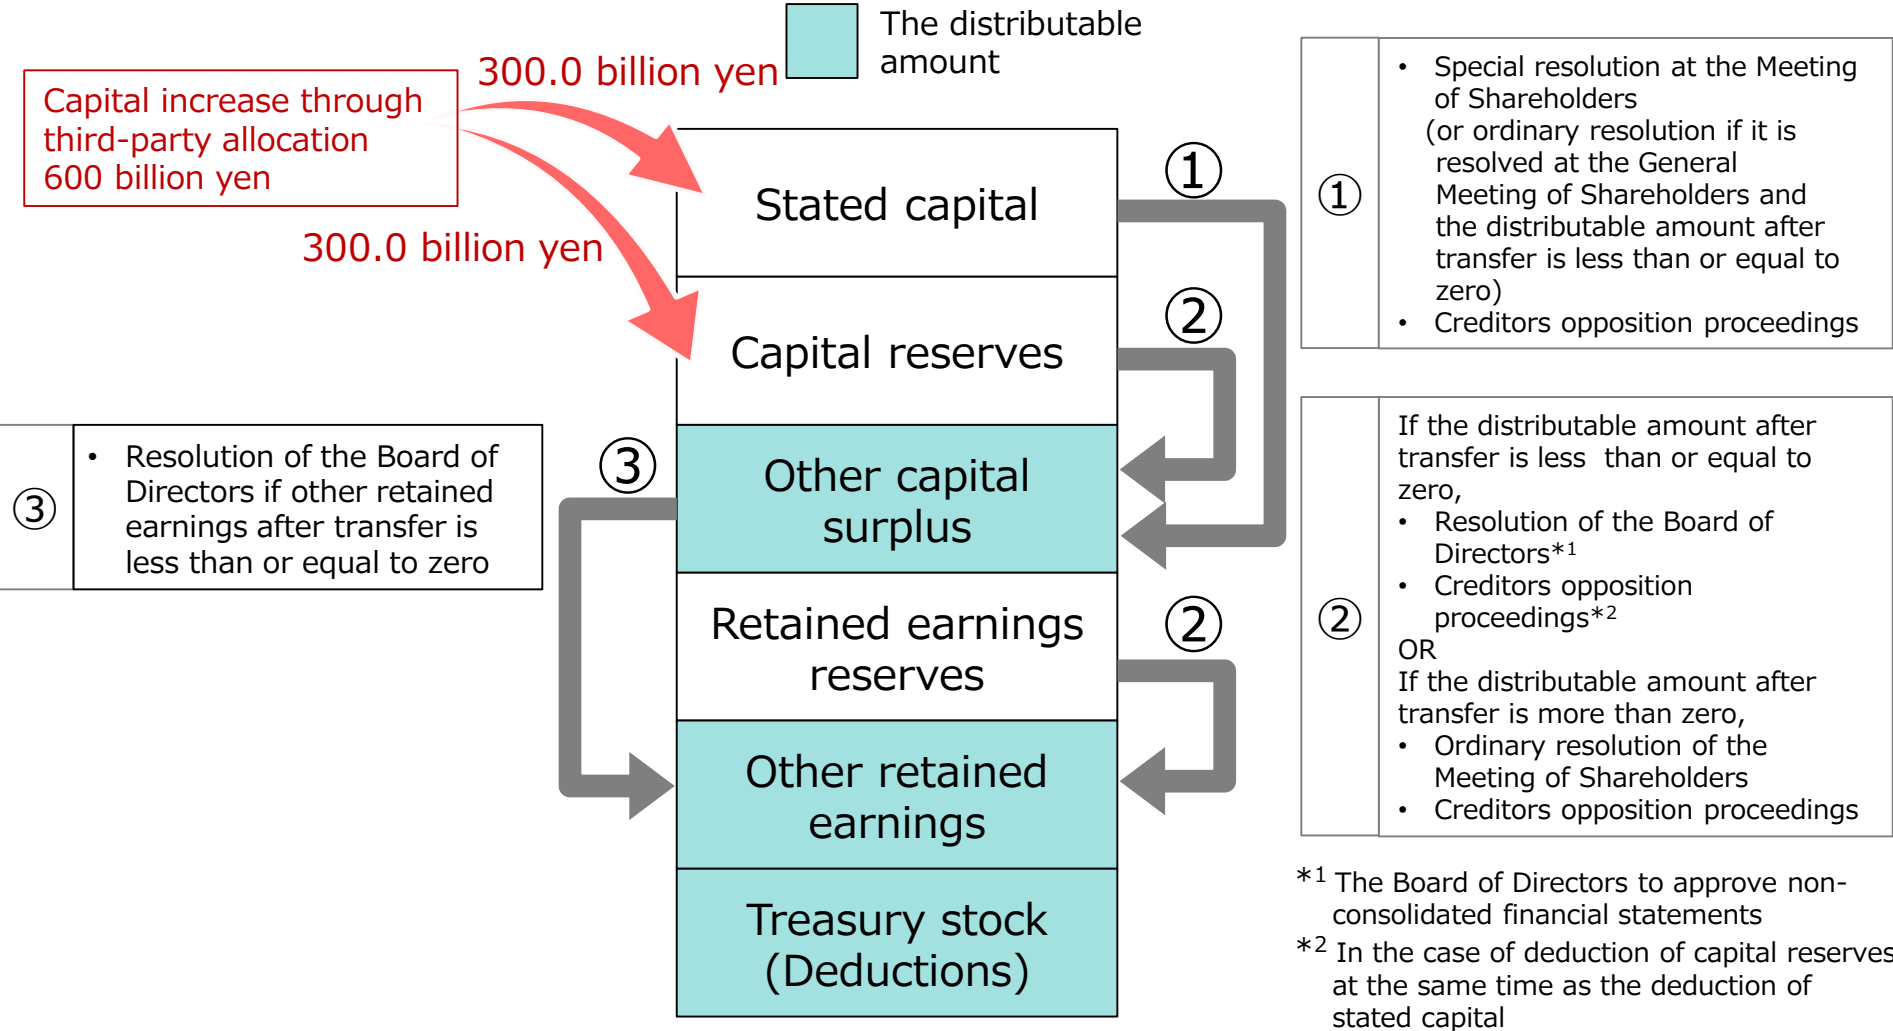 The distributable
amount
Capital increase through
third-party allocation
600 billion yen
300.0 billion yen
300.0 billion yen
Stated capital
Capital reserves
Other capital
surplus
Retained earnings
reserves
Other retained
earnings
Treasury stock
(Deductions)
①
②
②
③
③
• Resolution of the Board of
Directors if other retained
earnings after transfer is
less than or equal to zero
①
• Special resolution at the Meeting
of Shareholders
(or ordinary resolution if it is
resolved at the General
Meeting of Shareholders and
the distributable amount after
transfer is less than or equal to
zero)
• Creditors opposition proceedings
②
If the distributable amount after
transfer is less than or equal to
zero,
• Resolution of the Board of
Directors*1
• Creditors opposition
proceedings*2
OR
If the distributable amount after
transfer is more than zero,
• Ordinary resolution of the
Meeting of Shareholders
• Creditors opposition proceedings
*1 The Board of Directors to approve non-
consolidated financial statements
*2 In the case of deduction of capital reserves
at the same time as the deduction of
stated capital